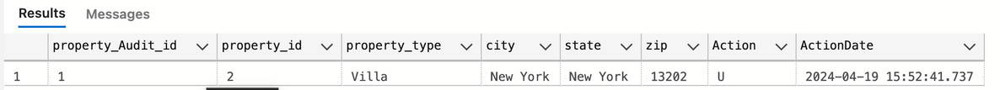 Results Messages
property_Audit_id property_id property_type city state zip Action ActionDate
1 1 2 Villa New York New York 13202 U 2024-04-19 15:52:41.737